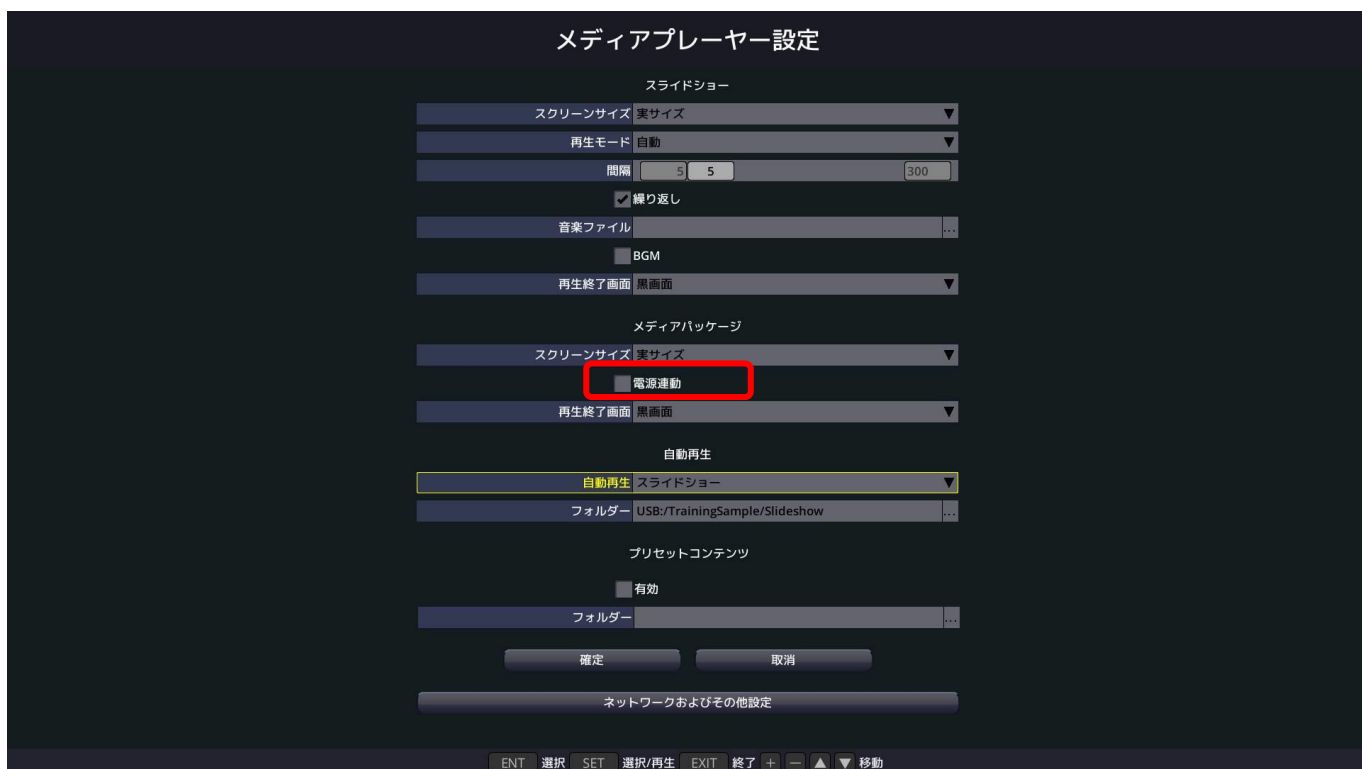 メディアプレーヤー設定
スライドショー
スクリーンサイズ 実サイズ ▼
再生モード 自動 ▼
間隔 5 5 300
繰り返し
音楽ファイル ...
BGM
再生終了画面 黒画面 ▼
メディアパッケージ
スクリーンサイズ 実サイズ ▼
電源連動
再生終了画面 黒画面 ▼
自動再生
自動再生 スライドショー ▼
フォルダー USB:/TrainingSample/Slideshow ...
プリセットコンテンツ
有効
フォルダー ...
確定 取消
ネットワークおよびその他設定
ENT 選択 SET 選択/再生 EXIT 終了 + − ▲ ▼ 移動